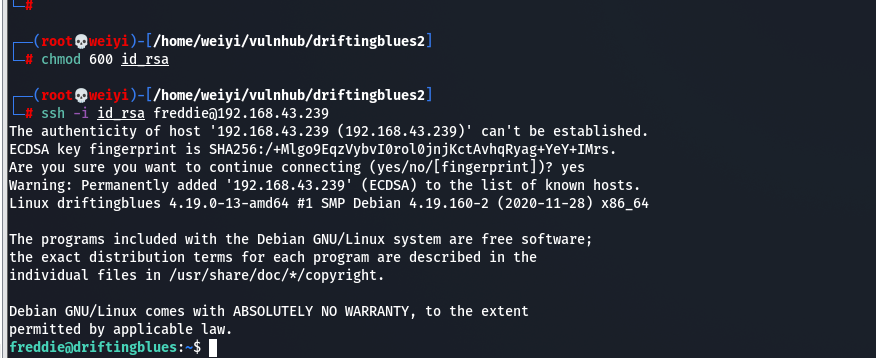 └─#
┌──(root💀weiyi)-[/home/weiyi/vulnhub/driftingblues2]
└─# chmod 600 id_rsa
┌──(root💀weiyi)-[/home/weiyi/vulnhub/driftingblues2]
└─# ssh -i id_rsa freddie@192.168.43.239
The authenticity of host '192.168.43.239 (192.168.43.239)' can't be established.
ECDSA key fingerprint is SHA256:/+Mlgo9EqzVybvI0rol0jnjKctAvhqRyag+YeY+IMrs.
Are you sure you want to continue connecting (yes/no/[fingerprint])? yes
Warning: Permanently added '192.168.43.239' (ECDSA) to the list of known hosts.
Linux driftingblues 4.19.0-13-amd64 #1 SMP Debian 4.19.160-2 (2020-11-28) x86_64
The programs included with the Debian GNU/Linux system are free software;
the exact distribution terms for each program are described in the
individual files in /usr/share/doc/*/copyright.
Debian GNU/Linux comes with ABSOLUTELY NO WARRANTY, to the extent
permitted by applicable law.
freddie@driftingblues:~$